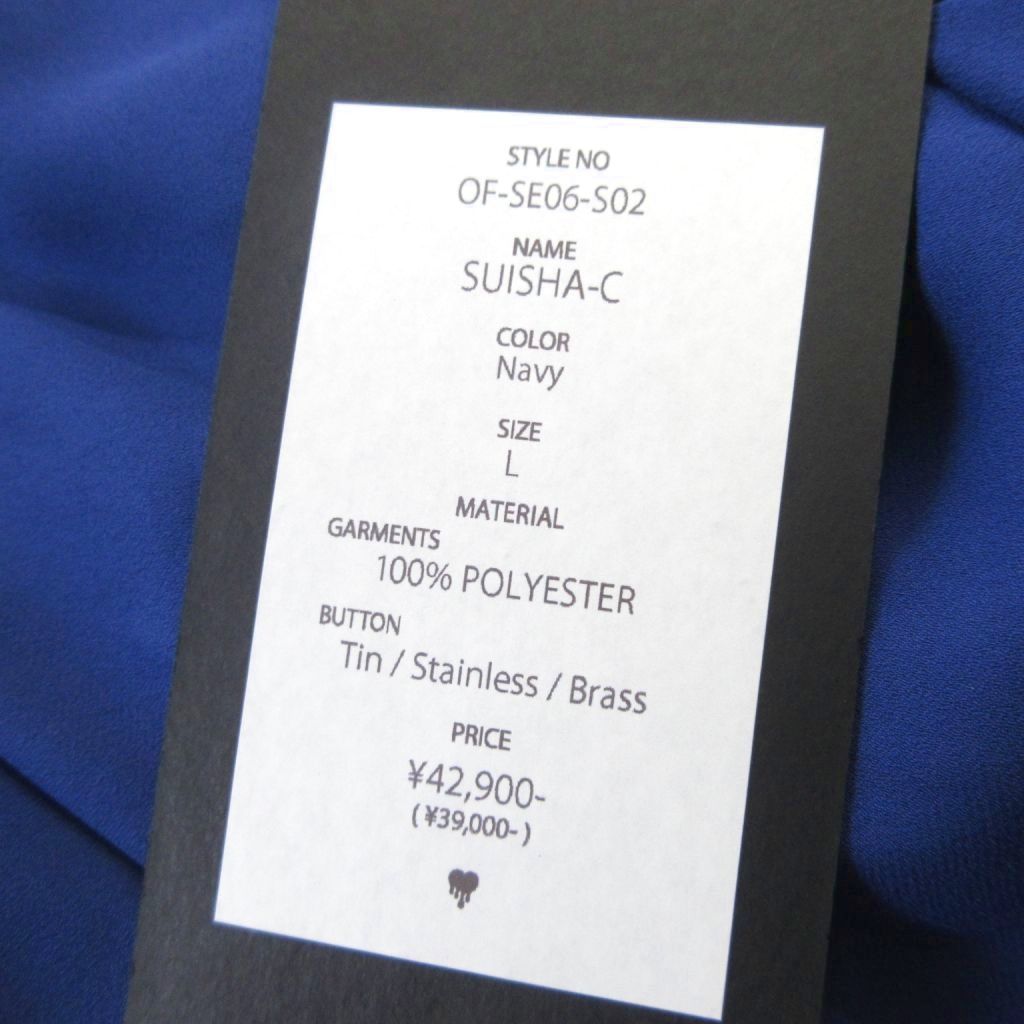 STYLE NO
OF-SE06-S02
NAME
SUISHA-C
COLOR
Navy
SIZE
L
MATERIAL
GARMENTS
100% POLYESTER
BUTTON
Tin / Stainless / Brass
PRICE
¥42,900-
(¥39,000-)